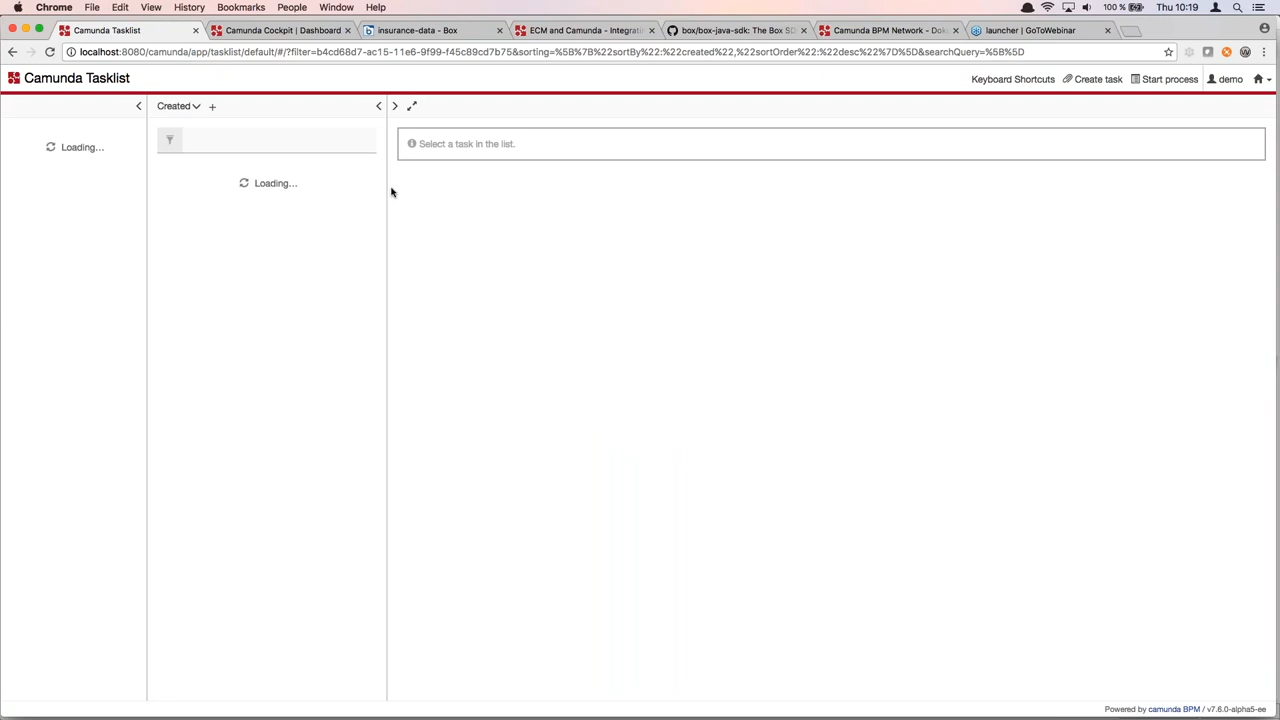 Chrome File Edit View History Bookmarks People Window Help 100 % Thu 10:19
Camunda Tasklist Camunda Cockpit | Dashboard insurance-data - Box ECM and Camunda - Integrati box/box-java-sdk: The Box SD Camunda BPM Network - Dok launcher | GoToWebinar
localhost:8080/camunda/app/tasklist/default/#/?filter=b4cd68d7-ac15-11e6-9f99-f45c89cd7b75&sorting=%5B%7B%22sortBy%22:%22created%22,%22sortOrder%22:%22desc%22%7D%5D&searchQuery=%5B%5D
Camunda Tasklist Keyboard Shortcuts Create task Start process demo
Created +
Select a task in the list.
Loading...
Loading...
Powered by camunda BPM / v7.6.0-alpha5-ee